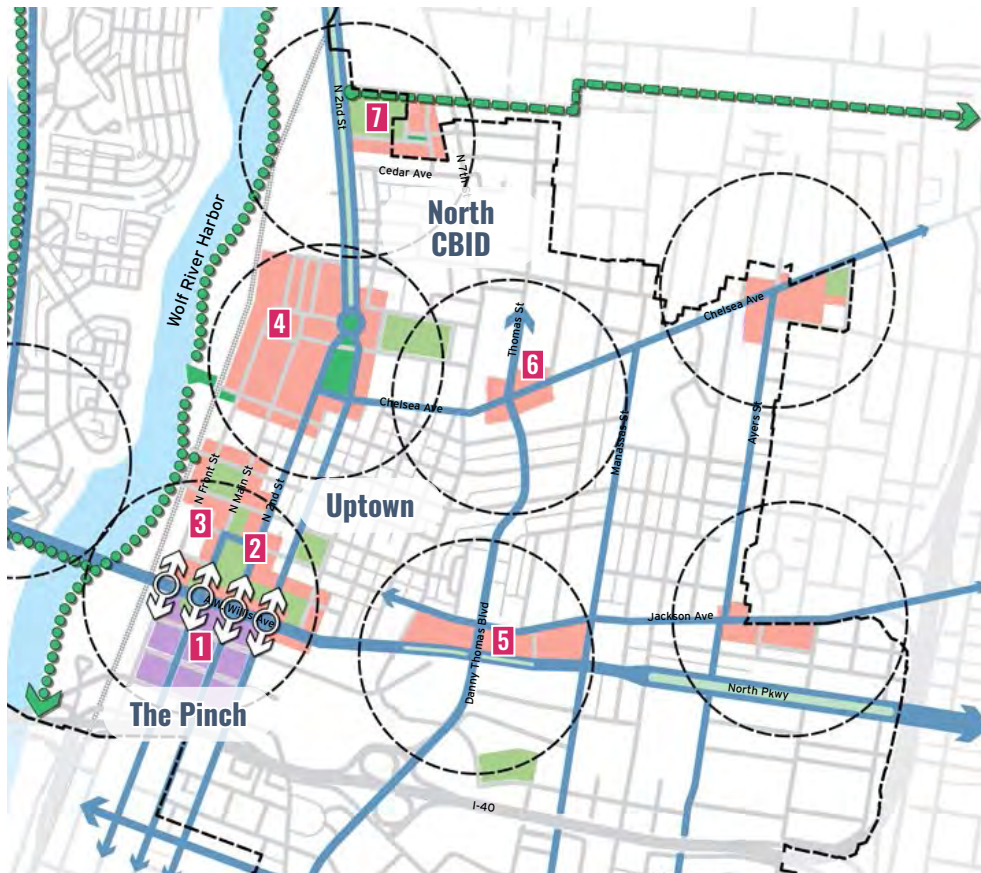 N 2nd St
7
Cedar Ave
N 7th
North
CBID
Wolf River Harbor
4
Thomas St
6
Chelsea Ave
Chelsea Ave
Manassas St
Ayers St
N Front St
N Main St
N 2nd St
Uptown
3
2
A.W. Willis Ave
1
5
Jackson Ave
Danny Thomas Blvd
North Pkwy
The Pinch
I-40